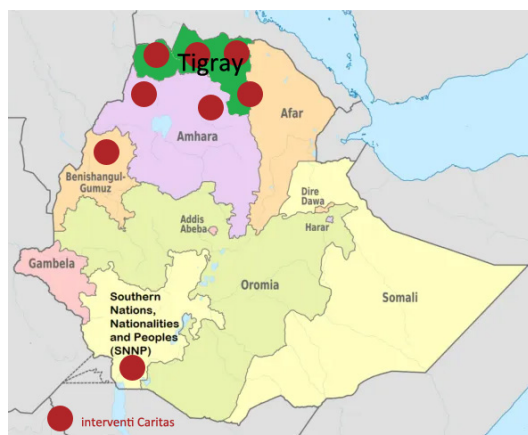 Tigray
Afar
Amhara
Benishangul-
Gumuz
Dire
Dawa
Addis
Abeba
Harar
Gambela
Oromia
Somali
Southern
Nations,
Nationalities
and Peoples
(SNNP)
interventi Caritas